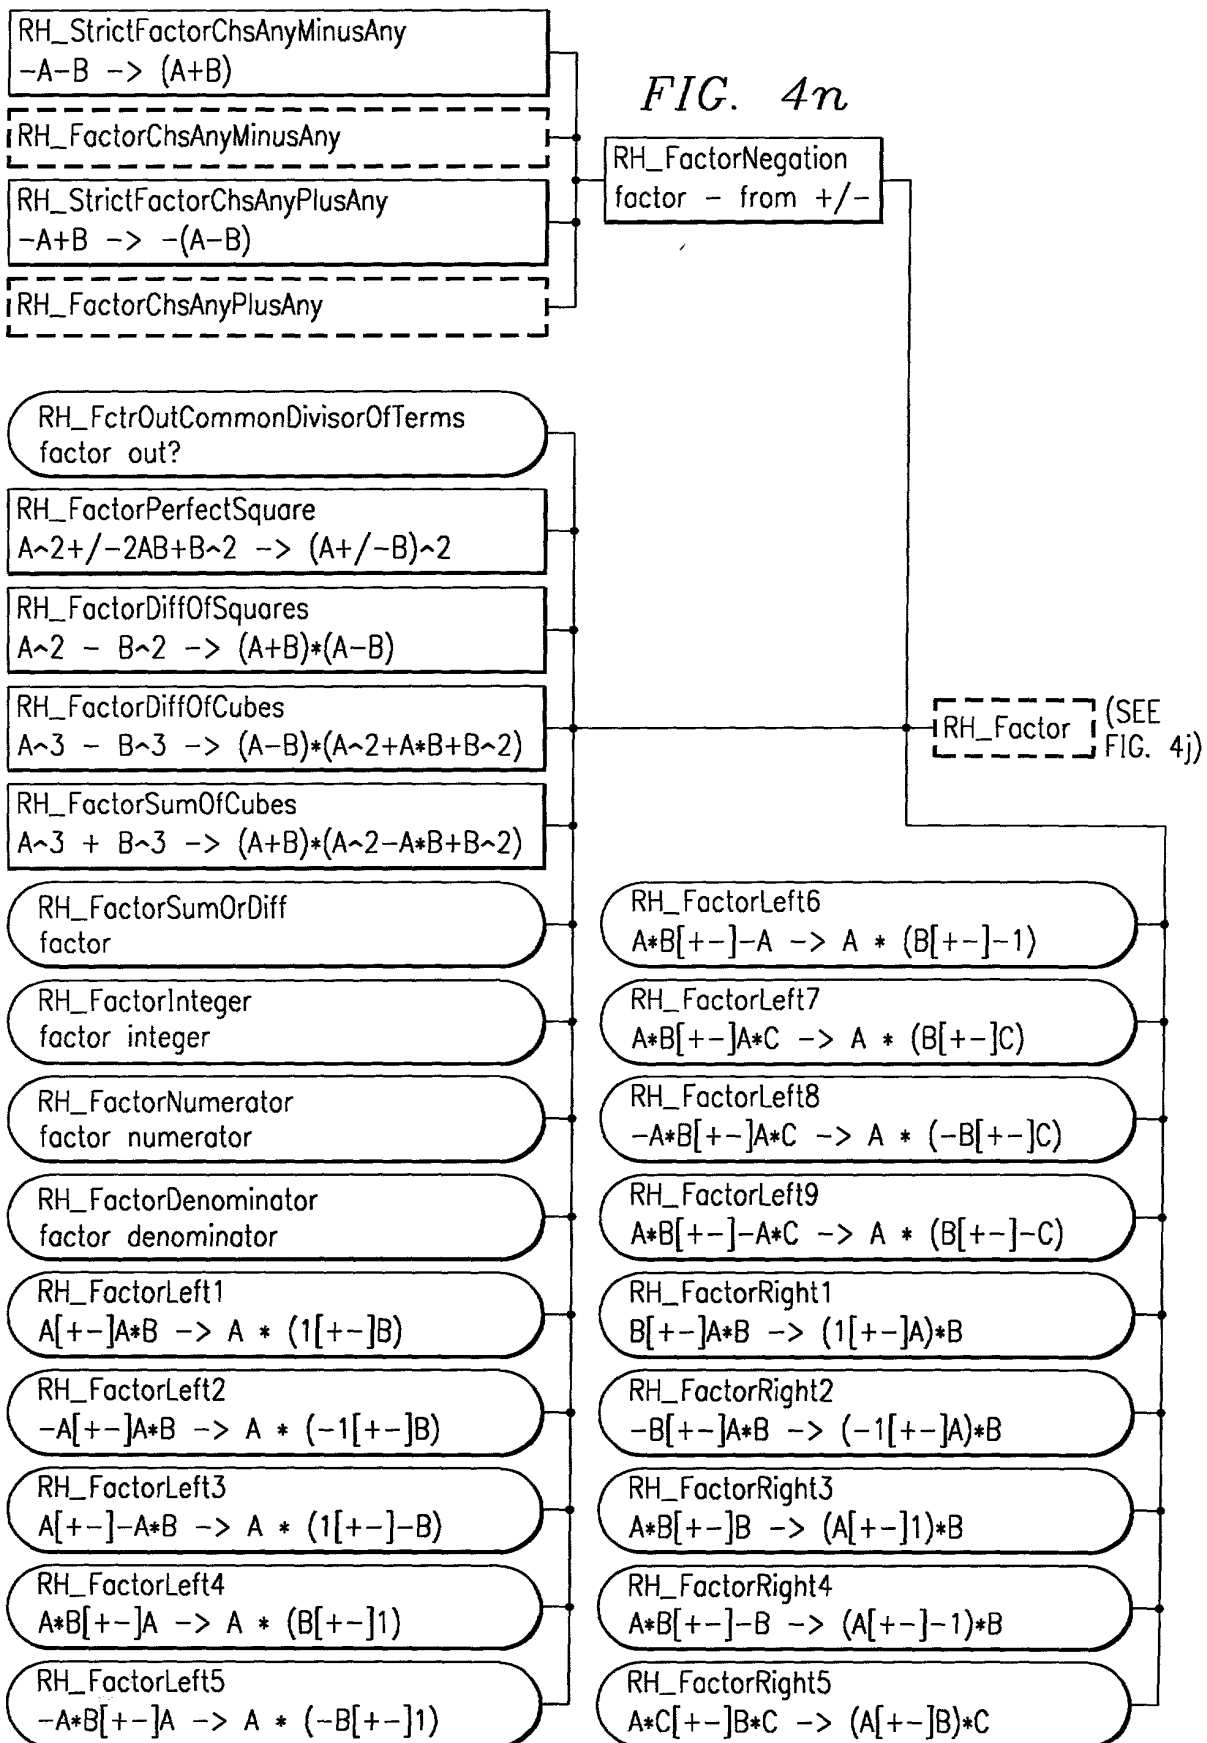 RH_StrictFactorChsAnyMinusAny
-A-B -> (A+B)
FIG. 4n
RH_FactorChsAnyMinusAny
RH_FactorNegation
factor - from +/-
RH_StrictFactorChsAnyPlusAny
-A+B -> -(A-B)
RH_FactorChsAnyPlusAny
RH_FctrOutCommonDivisorOfTerms
factor out?
RH_FactorPerfectSquare
A^2+/-2AB+B^2 -> (A+/-B)^2
RH_FactorDiffOfSquares
A^2 - B^2 -> (A+B)*(A-B)
RH_FactorDiffOfCubes
A^3 - B^3 -> (A-B)*(A^2+A*B+B^2)
RH_Factor
(SEE
FIG. 4j)
RH_FactorSumOfCubes
A^3 + B^3 -> (A+B)*(A^2-A*B+B^2)
RH_FactorSumOrDiff
factor
RH_FactorInteger
factor integer
RH_FactorNumerator
factor numerator
RH_FactorDenominator
factor denominator
RH_FactorLeft1
A[+-]A*B -> A * (1[+-]B)
RH_FactorLeft2
-A[+-]A*B -> A * (-1[+-]B)
RH_FactorLeft3
A[+-]-A*B -> A * (1[+-]-B)
RH_FactorLeft4
A*B[+-]A -> A * (B[+-]1)
RH_FactorLeft5
-A*B[+-]A -> A * (-B[+-]1)
RH_FactorLeft6
A*B[+-]-A -> A * (B[+-]-1)
RH_FactorLeft7
A*B[+-]A*C -> A * (B[+-]C)
RH_FactorLeft8
-A*B[+-]A*C -> A * (-B[+-]C)
RH_FactorLeft9
A*B[+-]-A*C -> A * (B[+-]-C)
RH_FactorRight1
B[+-]A*B -> (1[+-]A)*B
RH_FactorRight2
-B[+-]A*B -> (-1[+-]A)*B
RH_FactorRight3
A*B[+-]B -> (A[+-]1)*B
RH_FactorRight4
A*B[+-]-B -> (A[+-]-1)*B
RH_FactorRight5
A*C[+-]B*C -> (A[+-]B)*C